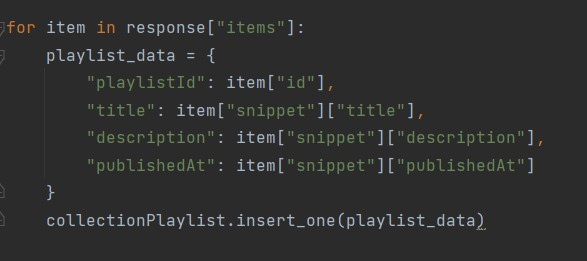 for item in response["items"]:
    playlist_data = {
        "playlistId": item["id"],
        "title": item["snippet"]["title"],
        "description": item["snippet"]["description"],
        "publishedAt": item["snippet"]["publishedAt"]
    }
    collectionPlaylist.insert_one(playlist_data)